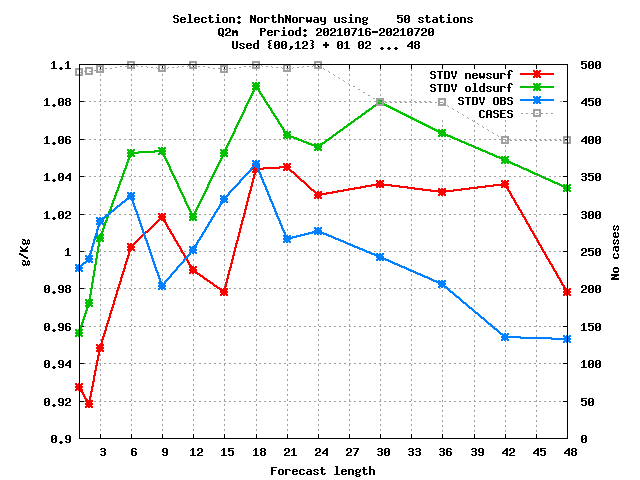 Selection: NorthNorway using    50 stations
Q2m   Period: 20210716-20210720
Used {00,12} + 01 02 ... 48
STDV newsurf
STDV oldsurf
STDV OBS
CASES
g/Kg
1.1
1.08
1.06
1.04
1.02
1
0.98
0.96
0.94
0.92
0.9
500
450
400
350
300
250
200
150
100
50
0
No cases
3 6 9 12 15 18 21 24 27 30 33 36 39 42 45 48
Forecast length